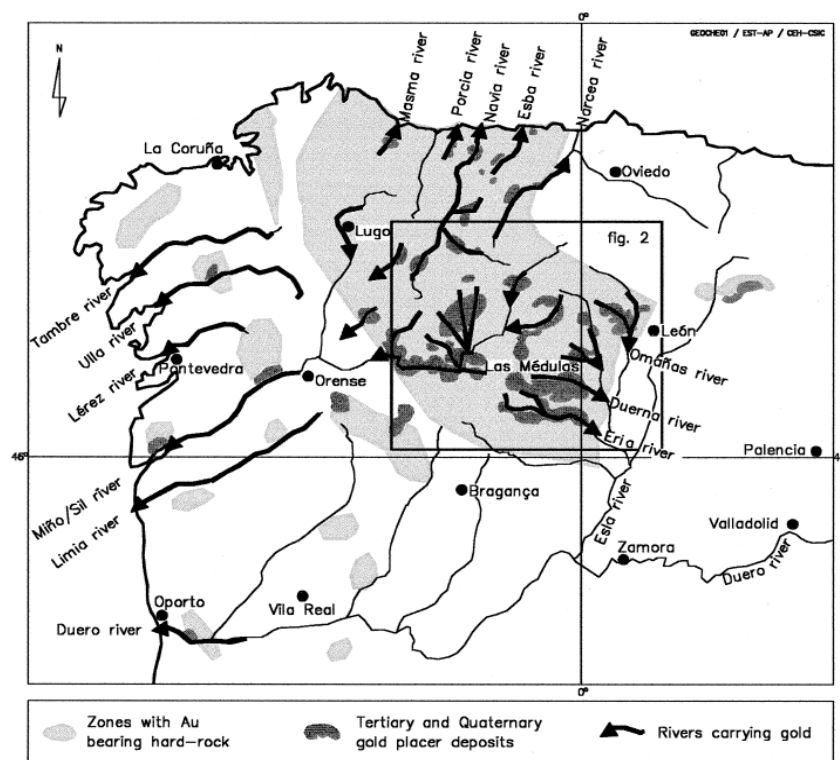 0°
GEOCHE01 / EST-AP / CEH-CSIC
N
Masma river
Porcia river
Navia river
Esba river
Narcea river
La Coruña
Oviedo
Lugo
fig. 2
Tambre river
Ulla river
León
Lérez river
Pontevedra
Orense
Las Médulas
Omañas river
Duerna river
Eria river
46°
4
Palencia
Miño/Sil river
Limia river
Bragança
Esla river
Valladolid
Zamora
Duero river
Oporto
Vila Real
Duero river
0°
Zones with Au
bearing hard-rock
Tertiary and Quaternary
gold placer deposits
Rivers carrying gold